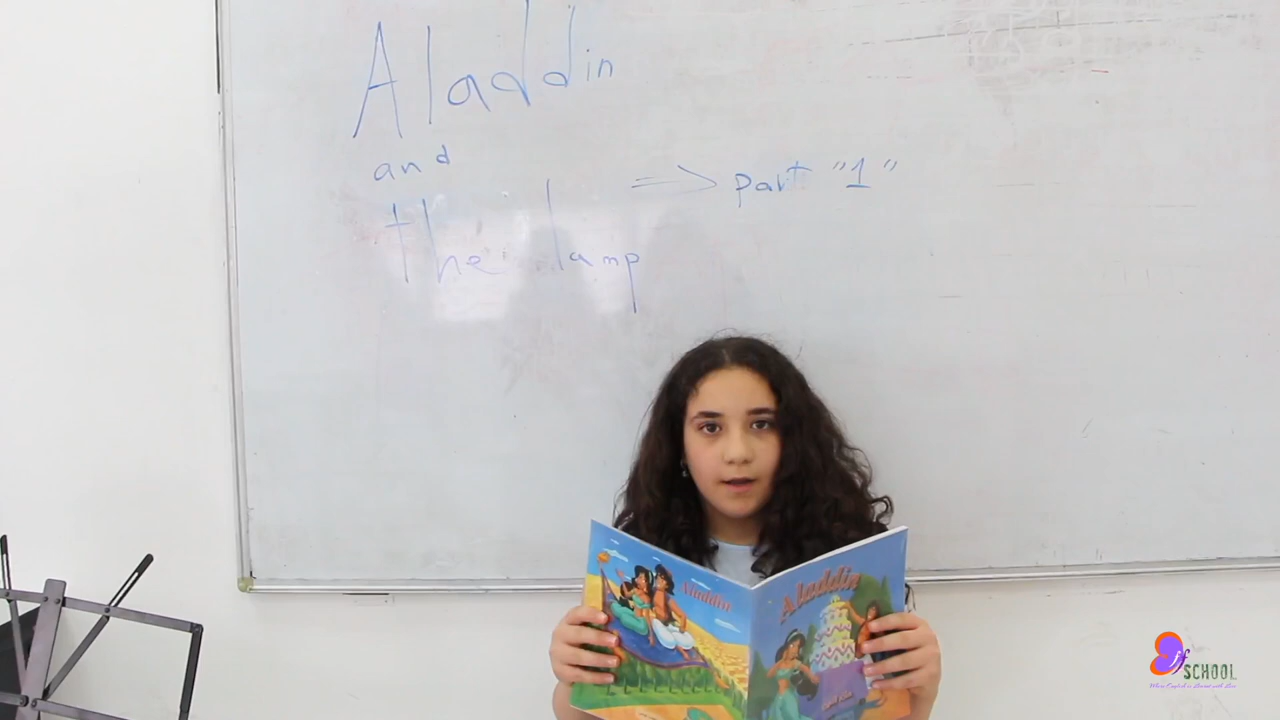 Aladdin
and
the lamp
=> part "1"
Aladdin
Aladdin
SCHOOL